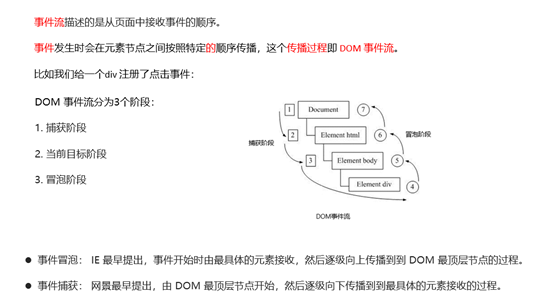 事件流描述的是从页面中接收事件的顺序。
事件发生时会在元素节点之间按照特定的顺序传播，这个传播过程即 DOM 事件流。
比如我们给一个div 注册了点击事件：
DOM 事件流分为3个阶段：
1. 捕获阶段
2. 当前目标阶段
3. 冒泡阶段
1 Document 7
捕获阶段 2 Element html 6 冒泡阶段
3 Element body 5
Element div 4
DOM事件流
● 事件冒泡： IE 最早提出，事件开始时由最具体的元素接收，然后逐级向上传播到到 DOM 最顶层节点的过程。
● 事件捕获： 网景最早提出，由 DOM 最顶层节点开始，然后逐级向下传播到到最具体的元素接收的过程。